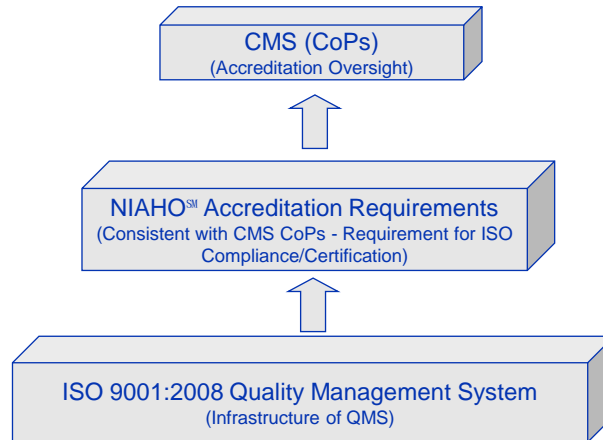 CMS (CoPs)
(Accreditation Oversight)
NIAHO℠ Accreditation Requirements
(Consistent with CMS CoPs - Requirement for ISO
Compliance/Certification)
ISO 9001:2008 Quality Management System
(Infrastructure of QMS)